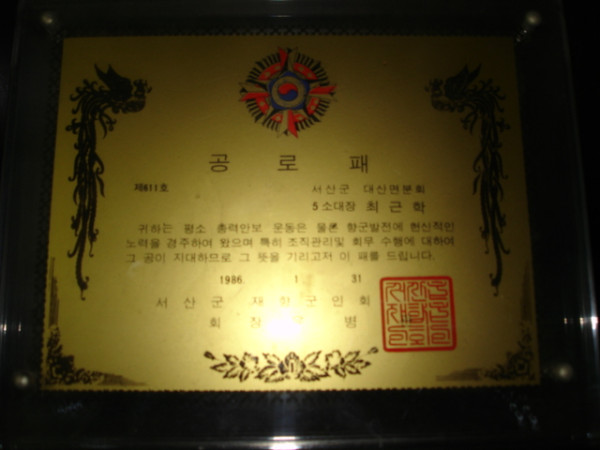 공로패
제611호
서산군 대산면분회
5 소대장 최근학
귀하는 평소 총력안보 운동은 물론 향군발전에 헌신적인
노력을 경주하여 왔으며 특히 조직관리및 회무 수행에 대하여
그 공이 지대하므로 그 뜻을 기리고저 이 패를 드립니다.
1986 1 31
서산군 재향군인회
회장 병